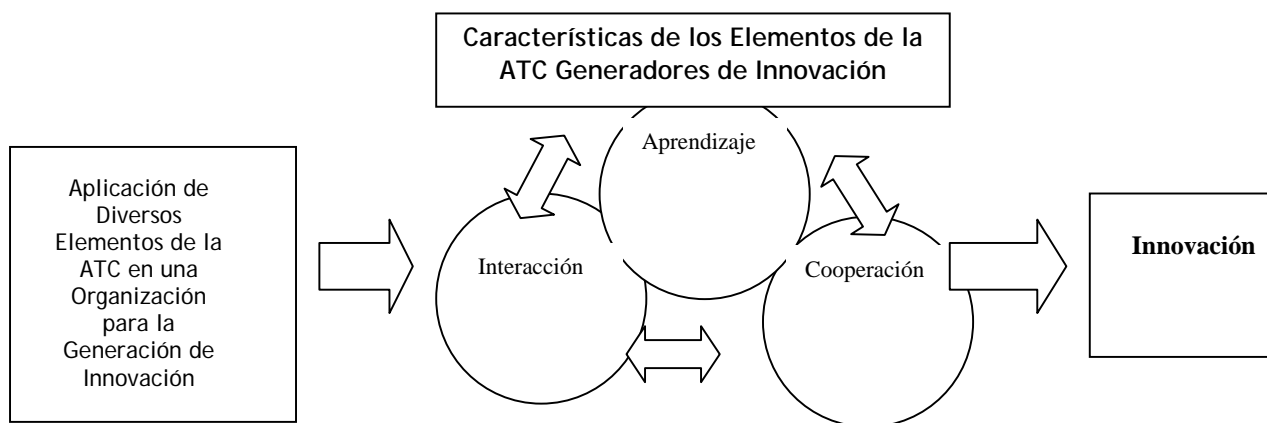 Características de los Elementos de la
ATC Generadores de Innovación
Aprendizaje
Aplicación de
Diversos
Elementos de la
ATC en una
Organización
para la
Generación de
Innovación
Interacción
Cooperación
Innovación